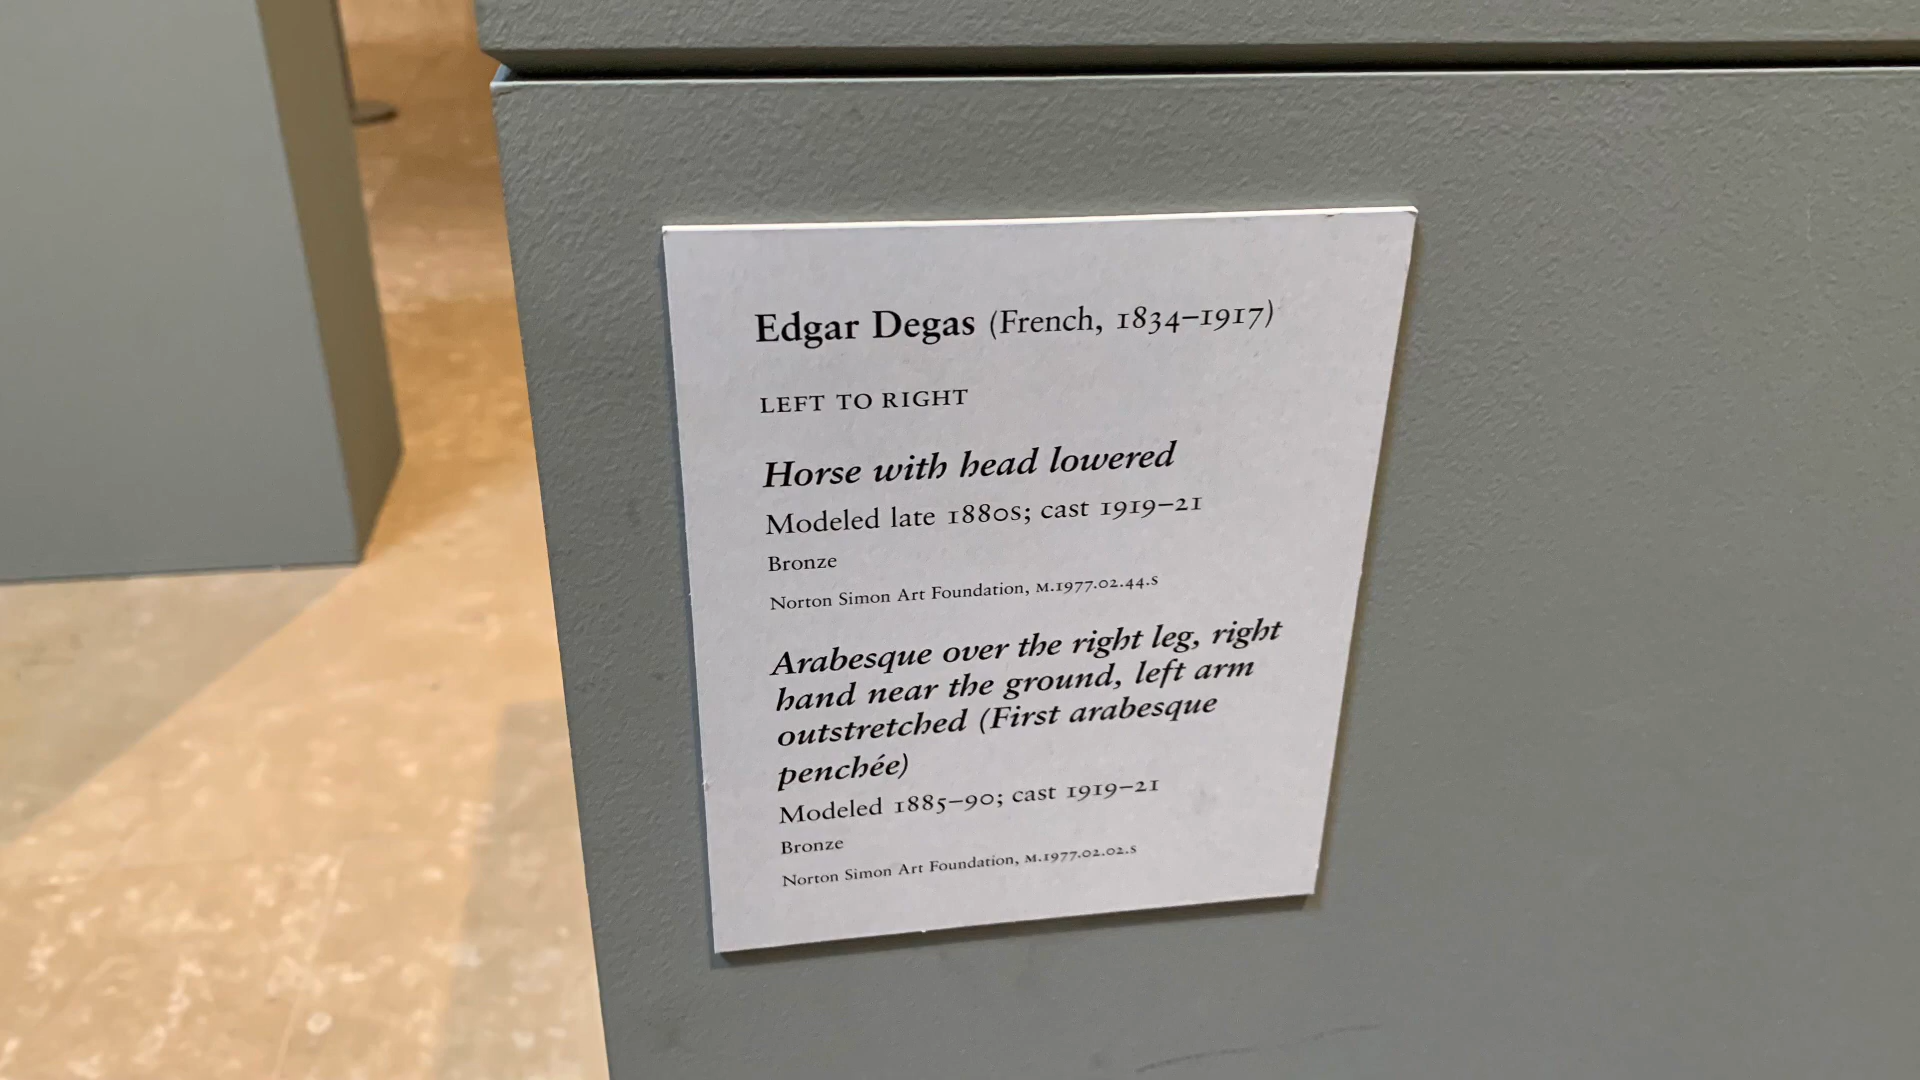 Edgar Degas (French, 1834–1917)
LEFT TO RIGHT
Horse with head lowered
Modeled late 1880s; cast 1919–21
Bronze
Norton Simon Art Foundation, M.1977.02.44.S
Arabesque over the right leg, right
hand near the ground, left arm
outstretched (First arabesque
penchée)
Modeled 1885–90; cast 1919–21
Bronze
Norton Simon Art Foundation, M.1977.02.02.S